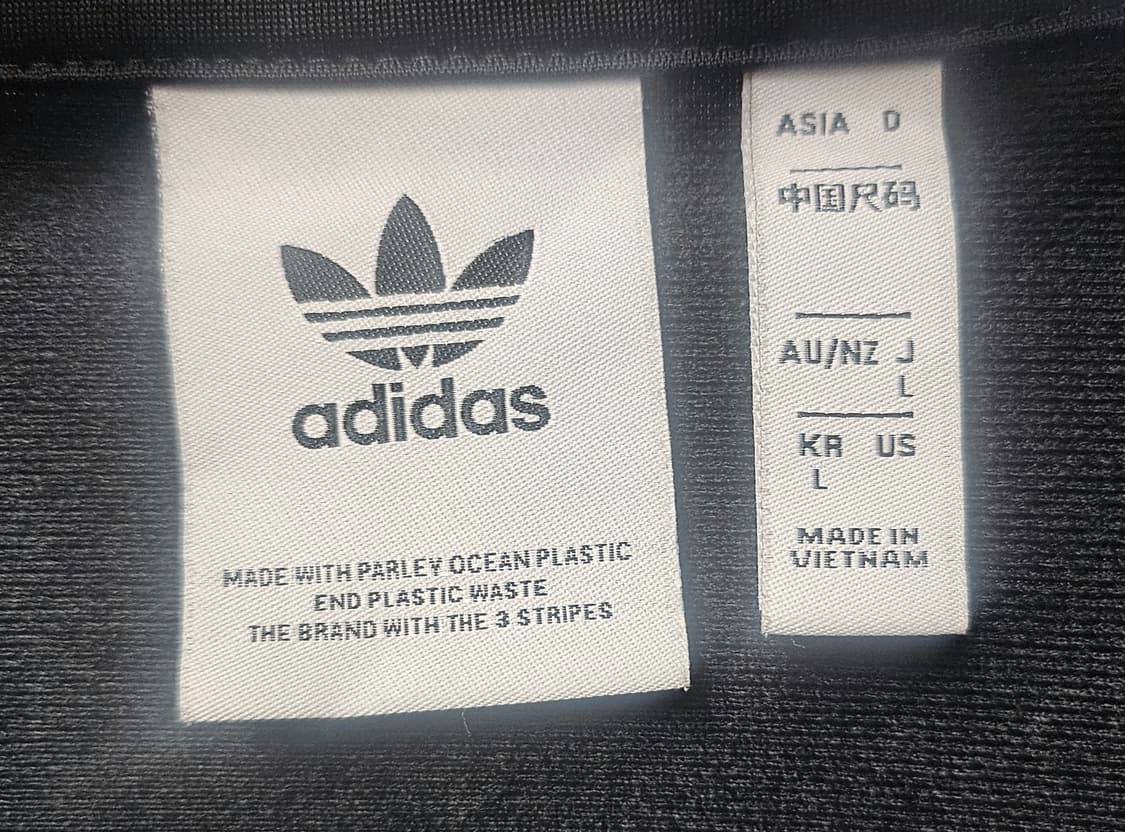 adidas
MADE WITH PARLEY OCEAN PLASTIC
END PLASTIC WASTE
THE BRAND WITH THE 3 STRIPES
ASIA D
中国尺码
AU/NZ J
L
KR US
L
MADE IN
VIETNAM